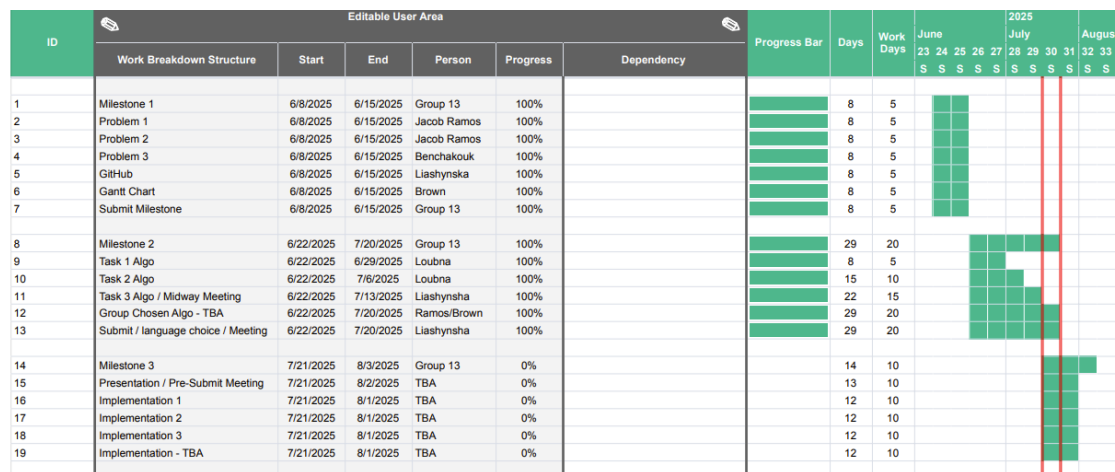 Editable User Area
2025
ID
Progress Bar
Days
Work Days
June
July
Augus
Work Breakdown Structure
Start
End
Person
Progress
Dependency
23 24 25 26 27 28 29 30 31 32 33
S S S S S S S S S S S
1 Milestone 1 6/8/2025 6/15/2025 Group 13 100% 8 5
2 Problem 1 6/8/2025 6/15/2025 Jacob Ramos 100% 8 5
3 Problem 2 6/8/2025 6/15/2025 Jacob Ramos 100% 8 5
4 Problem 3 6/8/2025 6/15/2025 Benchakouk 100% 8 5
5 GitHub 6/8/2025 6/15/2025 Liashynska 100% 8 5
6 Gantt Chart 6/8/2025 6/15/2025 Brown 100% 8 5
7 Submit Milestone 6/8/2025 6/15/2025 Group 13 100% 8 5
8 Milestone 2 6/22/2025 7/20/2025 Group 13 100% 29 20
9 Task 1 Algo 6/22/2025 6/29/2025 Loubna 100% 8 5
10 Task 2 Algo 6/22/2025 7/6/2025 Loubna 100% 15 10
11 Task 3 Algo / Midway Meeting 6/22/2025 7/13/2025 Liashynsha 100% 22 15
12 Group Chosen Algo - TBA 6/22/2025 7/20/2025 Ramos/Brown 100% 29 20
13 Submit / language choice / Meeting 6/22/2025 7/20/2025 Liashynsha 100% 29 20
14 Milestone 3 7/21/2025 8/3/2025 Group 13 0% 14 10
15 Presentation / Pre-Submit Meeting 7/21/2025 8/2/2025 TBA 0% 13 10
16 Implementation 1 7/21/2025 8/1/2025 TBA 0% 12 10
17 Implementation 2 7/21/2025 8/1/2025 TBA 0% 12 10
18 Implementation 3 7/21/2025 8/1/2025 TBA 0% 12 10
19 Implementation - TBA 7/21/2025 8/1/2025 TBA 0% 12 10